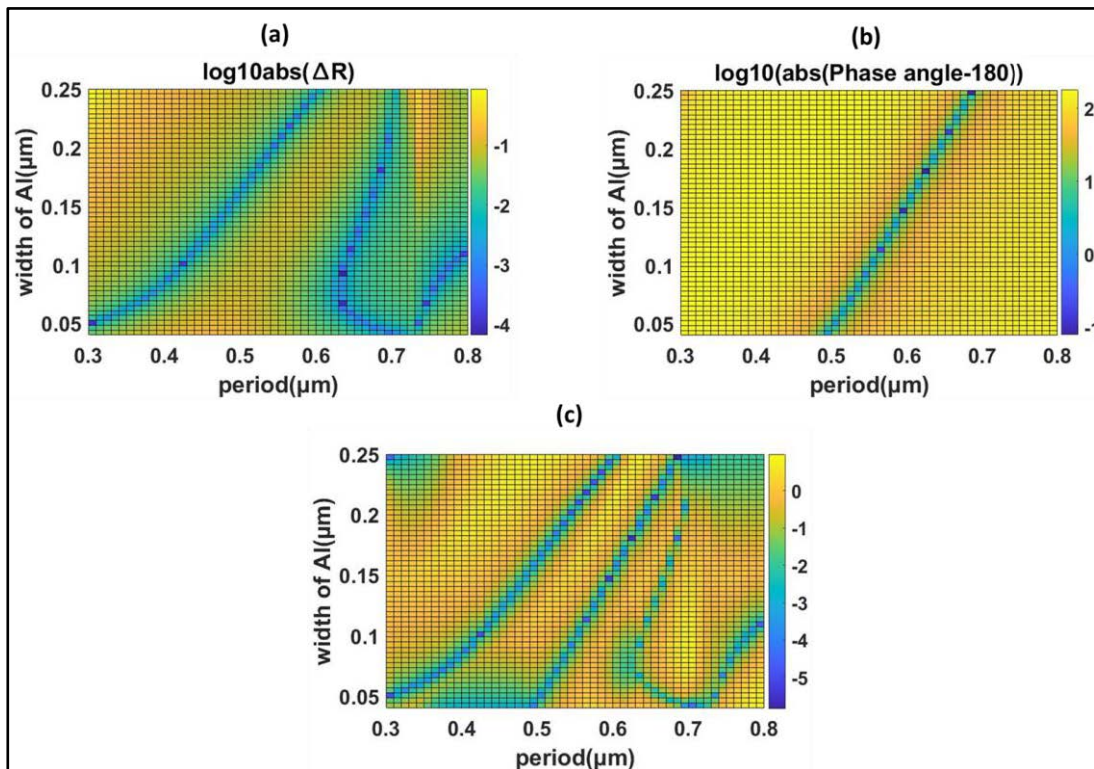 (a)
log10abs(ΔR)
0.25
0.2
0.15
0.1
0.05
width of Al(µm)
0.3 0.4 0.5 0.6 0.7 0.8
period(µm)
-1
-2
-3
-4
(b)
log10(abs(Phase angle-180))
0.25
0.2
0.15
0.1
0.05
width of Al(µm)
0.3 0.4 0.5 0.6 0.7 0.8
period(µm)
2
1
0
-1
(c)
0.25
0.2
0.15
0.1
0.05
width of Al(µm)
0.3 0.4 0.5 0.6 0.7 0.8
period(µm)
0
-1
-2
-3
-4
-5